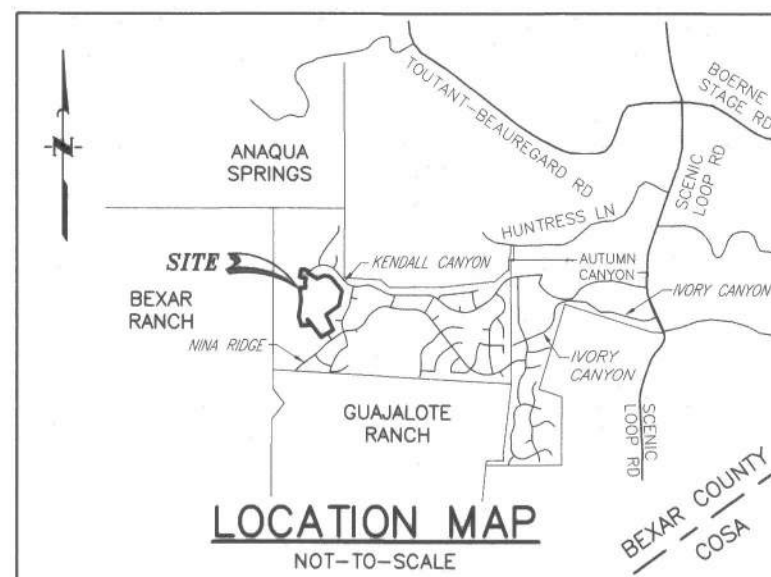 N
TOUTANT-BEAUREGARD RD
BOERNE
STAGE RD
ANAQUA
SPRINGS
SCENIC
LOOP RD
HUNTRESS LN
SITE
KENDALL CANYON
AUTUMN
CANYON
IVORY CANYON
BEXAR
RANCH
NINA RIDGE
IVORY
CANYON
GUAJALOTE
RANCH
SCENIC
LOOP RD
LOCATION MAP
NOT-TO-SCALE
BEXAR COUNTY
COSA